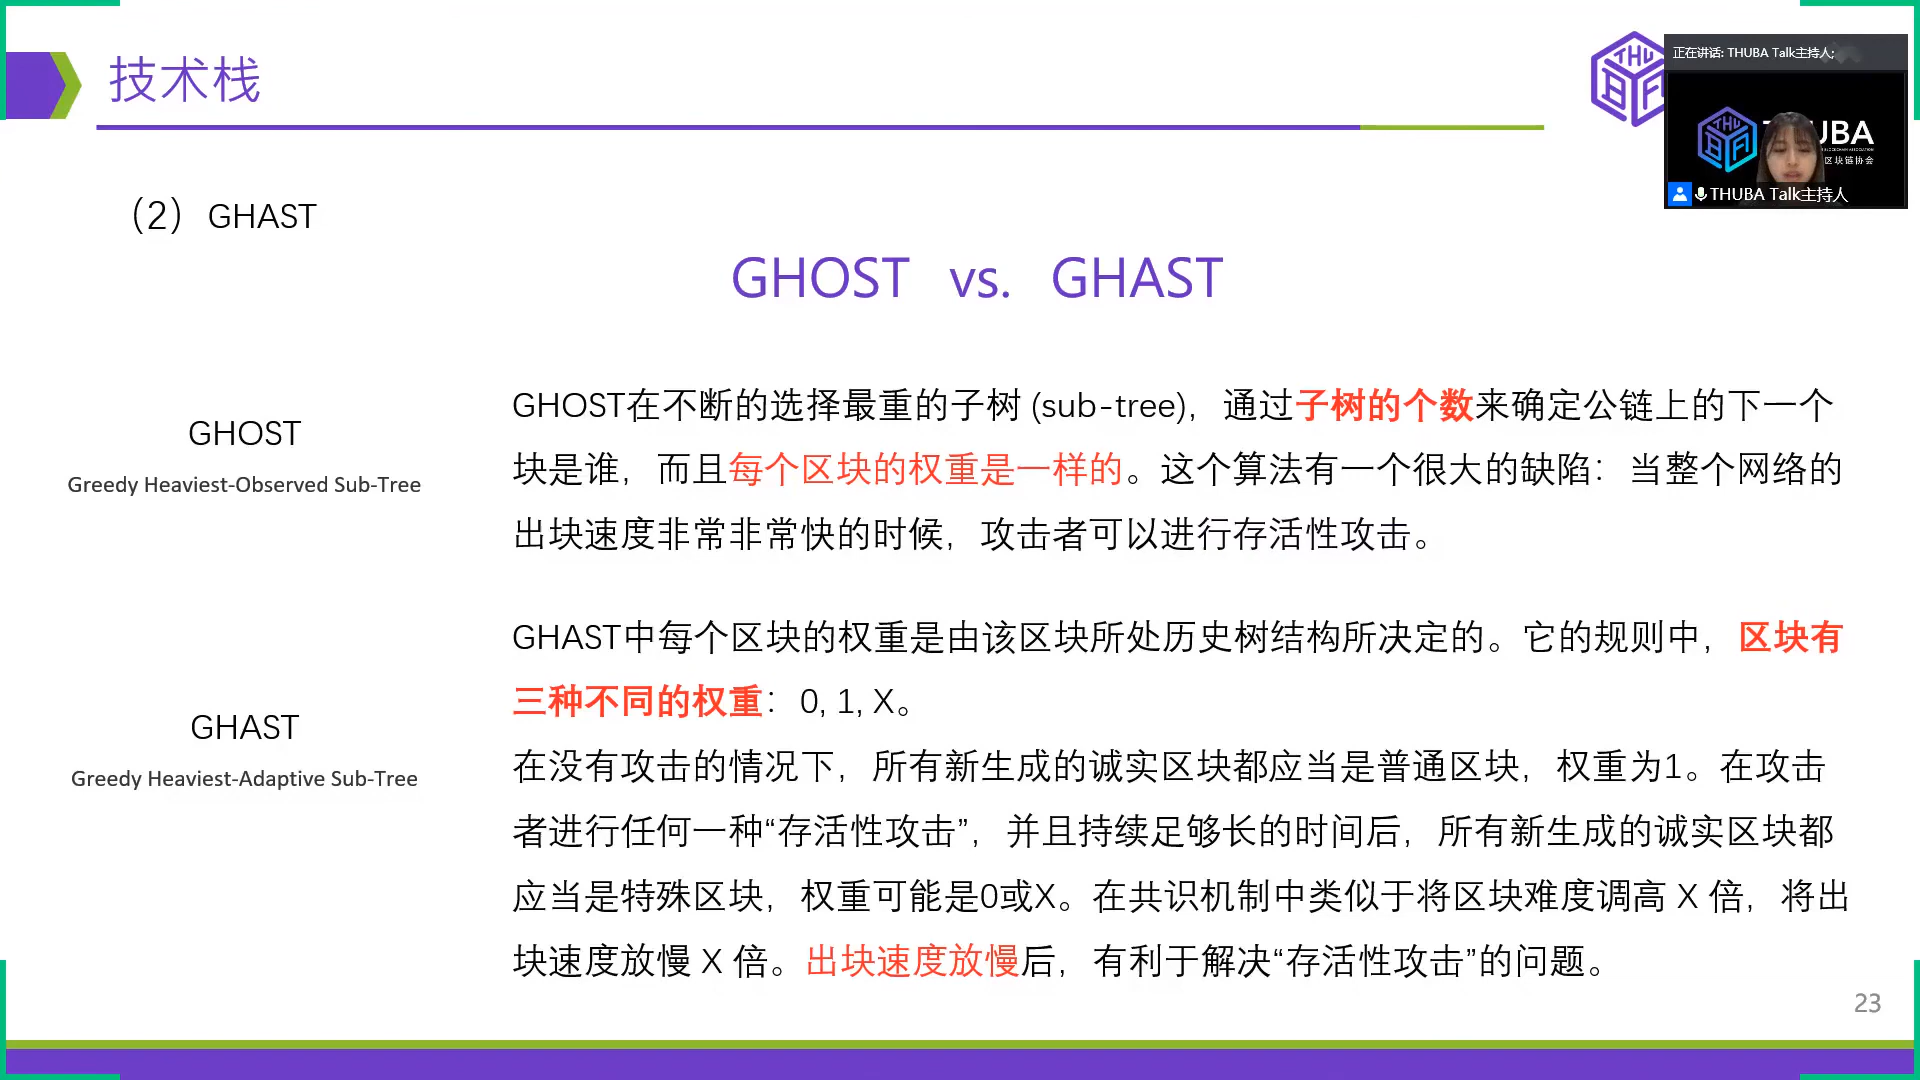 技术栈
THU
BA
正在讲话: THUBA Talk主持人;
THUBA
区块链协会
THUBA Talk主持人
（2）GHAST
GHOST vs. GHAST
GHOST
Greedy Heaviest-Observed Sub-Tree
GHOST在不断的选择最重的子树 (sub-tree)，通过子树的个数来确定公链上的下一个
块是谁，而且每个区块的权重是一样的。这个算法有一个很大的缺陷：当整个网络的
出块速度非常非常快的时候，攻击者可以进行存活性攻击。
GHAST
Greedy Heaviest-Adaptive Sub-Tree
GHAST中每个区块的权重是由该区块所处历史树结构所决定的。它的规则中，区块有
三种不同的权重：0, 1, X。
在没有攻击的情况下，所有新生成的诚实区块都应当是普通区块，权重为1。在攻击
者进行任何一种“存活性攻击”，并且持续足够长的时间后，所有新生成的诚实区块都
应当是特殊区块，权重可能是0或X。在共识机制中类似于将区块难度调高 X 倍，将出
块速度放慢 X 倍。出块速度放慢后，有利于解决“存活性攻击”的问题。
23